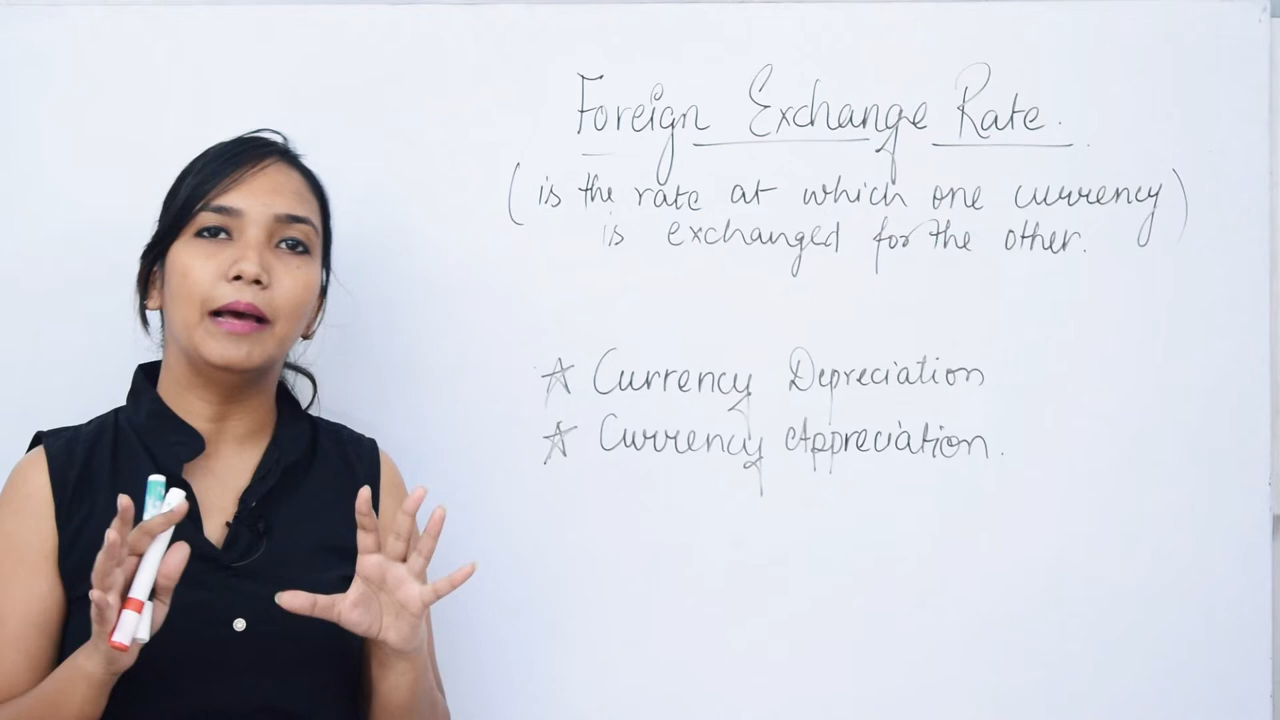 Foreign Exchange Rate.
(is the rate at which one currency)
is exchanged for the other.
☆ Currency Depreciation
☆ Currency Appreciation.